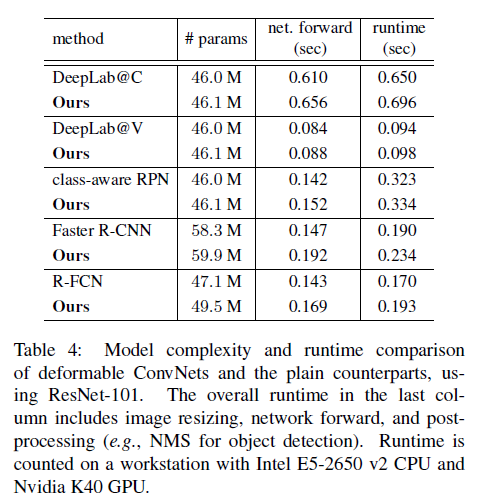 method # params net. forward (sec) runtime (sec)
DeepLab@C 46.0 M 0.610 0.650
Ours 46.1 M 0.656 0.696
DeepLab@V 46.0 M 0.084 0.094
Ours 46.1 M 0.088 0.098
class-aware RPN 46.0 M 0.142 0.323
Ours 46.1 M 0.152 0.334
Faster R-CNN 58.3 M 0.147 0.190
Ours 59.9 M 0.192 0.234
R-FCN 47.1 M 0.143 0.170
Ours 49.5 M 0.169 0.193
Table 4: Model complexity and runtime comparison
of deformable ConvNets and the plain counterparts, us-
ing ResNet-101. The overall runtime in the last col-
umn includes image resizing, network forward, and post-
processing (e.g., NMS for object detection). Runtime is
counted on a workstation with Intel E5-2650 v2 CPU and
Nvidia K40 GPU.